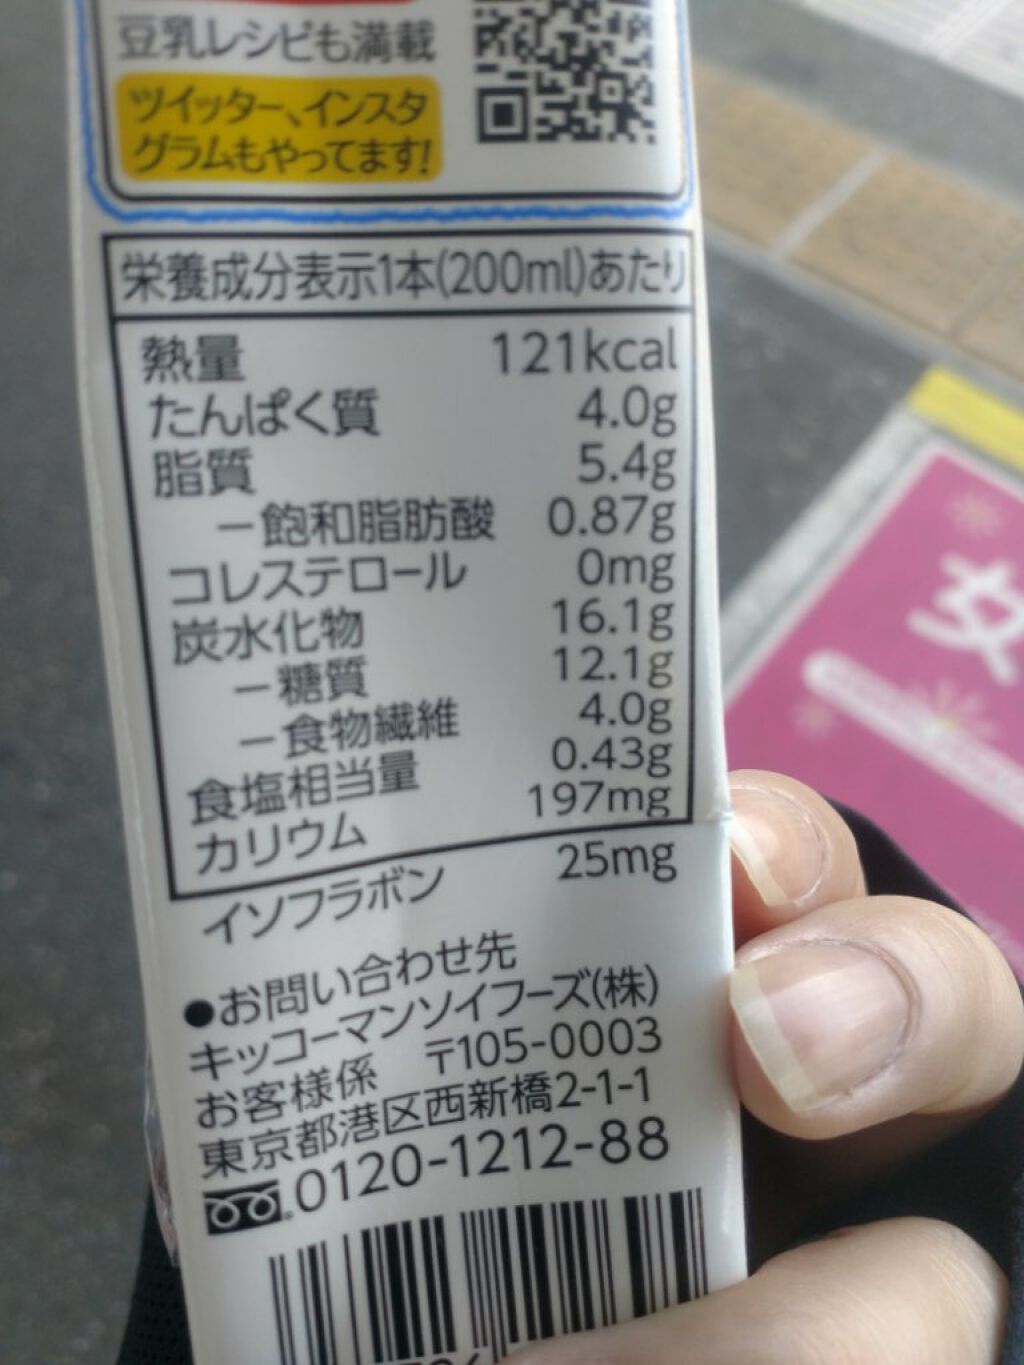 豆乳レシピも満載
ツイッター、インスタ
グラムもやってます!
栄養成分表示1本(200ml)あたり
熱量 121kcal
たんぱく質 4.0g
脂質 5.4g
ー飽和脂肪酸 0.87g
コレステロール 0mg
炭水化物 16.1g
ー糖質 12.1g
ー食物繊維 4.0g
食塩相当量 0.43g
カリウム 197mg
イソフラボン 25mg
●お問い合わせ先
キッコーマンソイフーズ(株)
お客様係 〒105-0003
東京都港区西新橋2-1-1
0120-1212-88
女